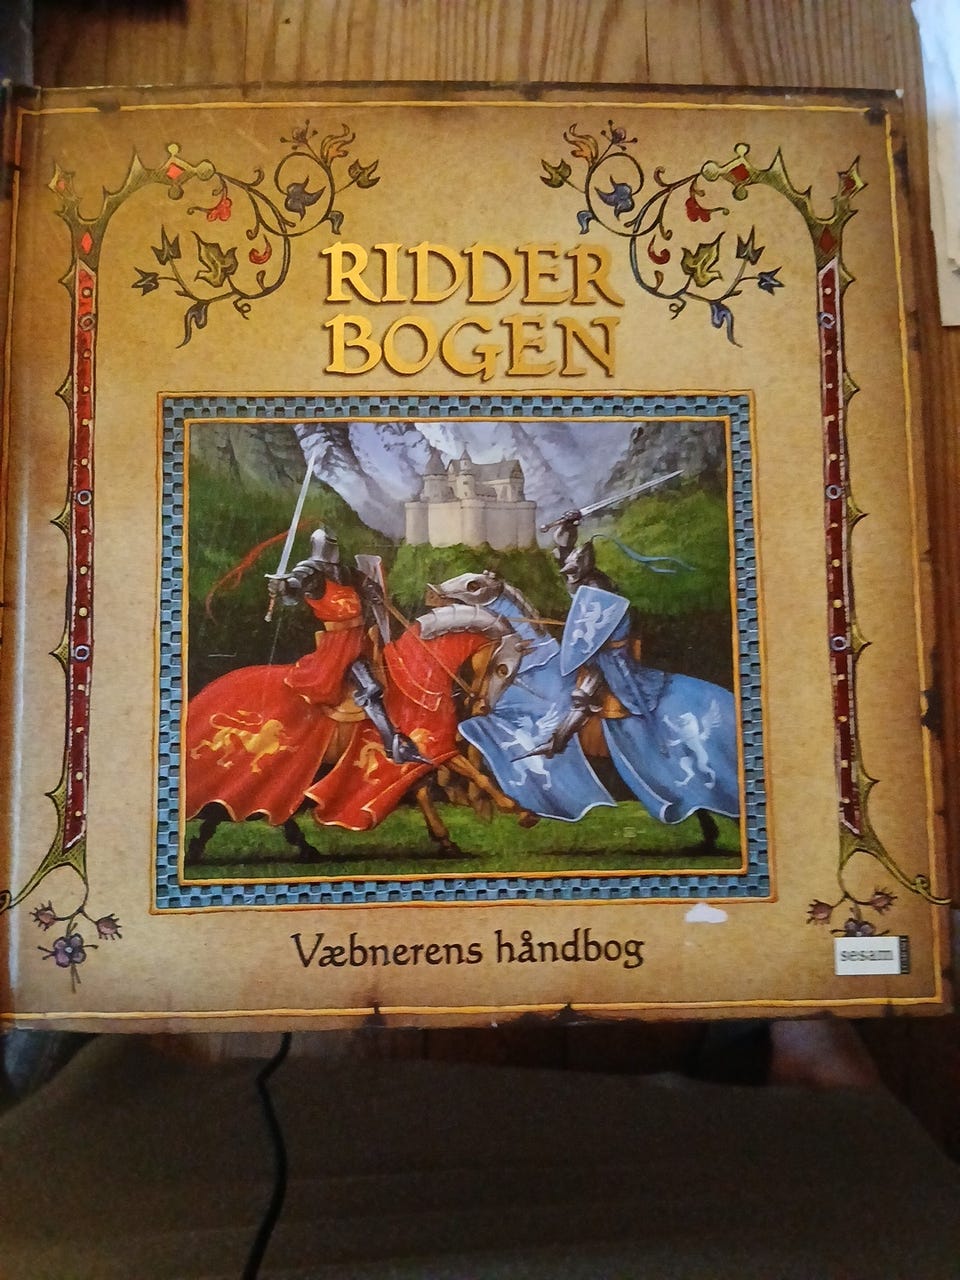 RIDDER
BOGEN
Væbnerens håndbog
sesam